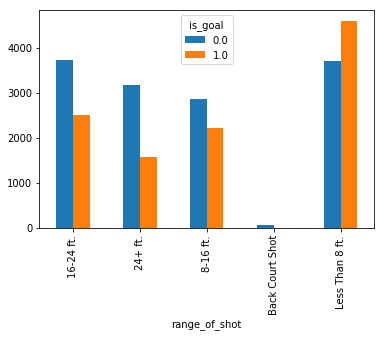 is_goal
0.0
1.0
4000
3000
2000
1000
0
16-24 ft.
24+ ft.
8-16 ft.
Back Court Shot
Less Than 8 ft.
range_of_shot